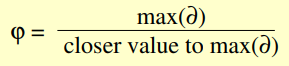 φ = max(∂)
closer value to max(∂)